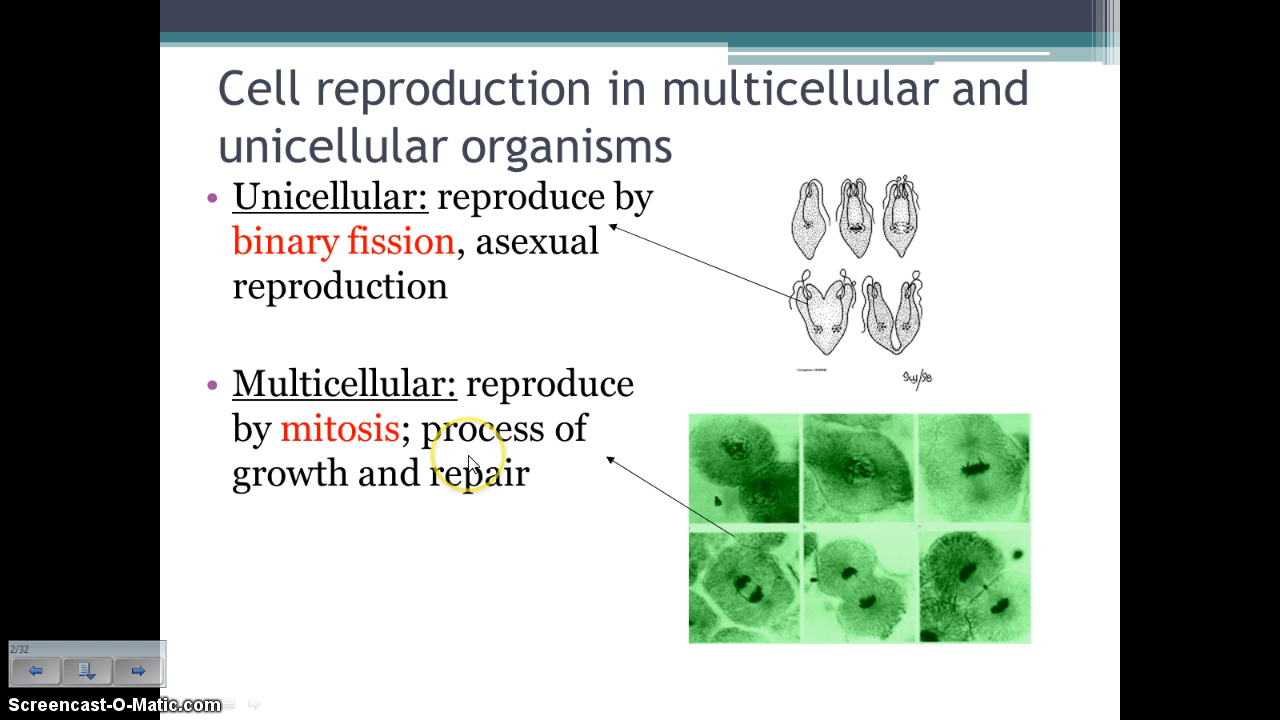 Cell reproduction in multicellular and
unicellular organisms
• Unicellular: reproduce by
binary fission, asexual
reproduction
• Multicellular: reproduce
by mitosis; process of
growth and repair
2/32
Screencast-O-Matic.com